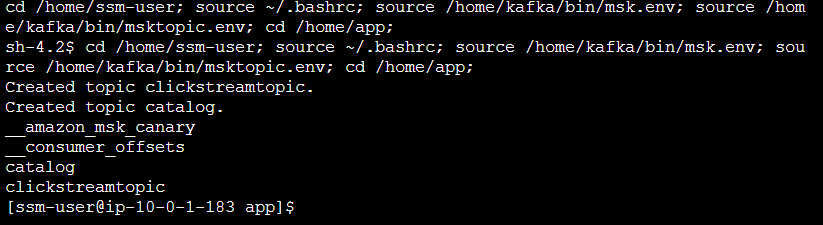 cd /home/ssm-user; source ~/.bashrc; source /home/kafka/bin/msk.env; source /hom
e/kafka/bin/msktopic.env; cd /home/app;
sh-4.2$ cd /home/ssm-user; source ~/.bashrc; source /home/kafka/bin/msk.env; sou
rce /home/kafka/bin/msktopic.env; cd /home/app;
Created topic clickstreamtopic.
Created topic catalog.
__amazon_msk_canary
__consumer_offsets
catalog
clickstreamtopic
[ssm-user@ip-10-0-1-183 app]$